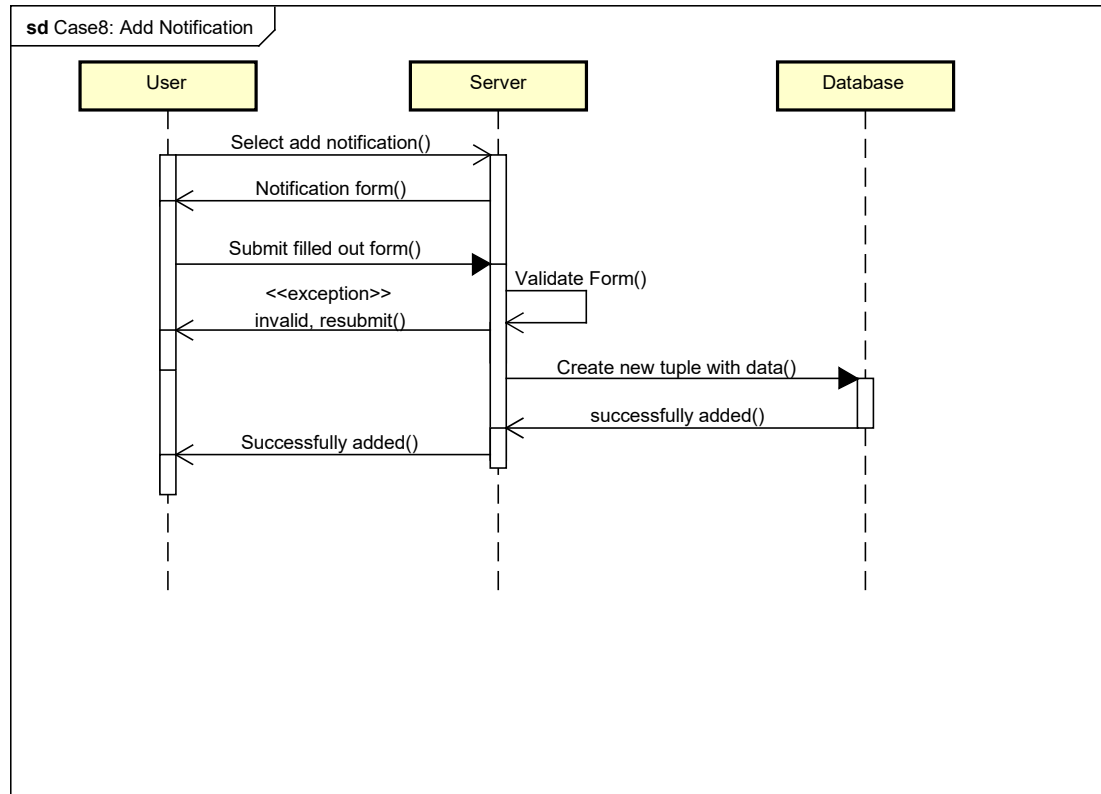 sd Case8: Add Notification
User
Server
Database
Select add notification()
Notification form()
Submit filled out form()
Validate Form()
<<exception>>
invalid, resubmit()
Create new tuple with data()
successfully added()
Successfully added()